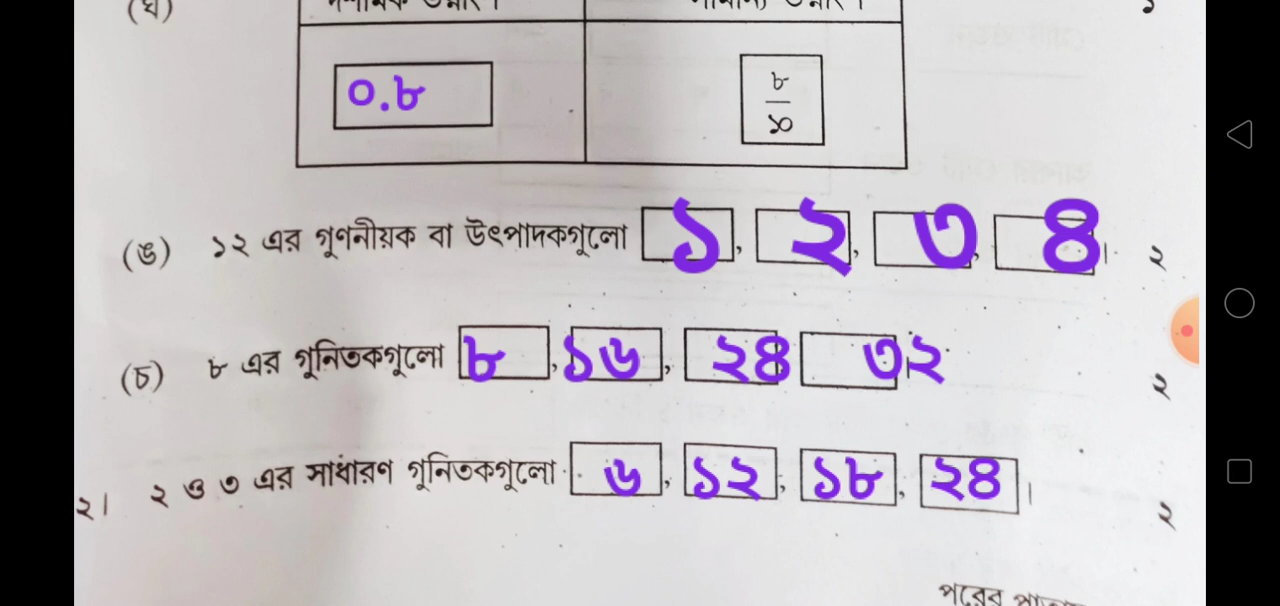 (ঘ)
০.৮
৮
১০
(ঙ) ১২ এর গুণনীয়ক বা উৎপাদকগুলো ১, ২, ৩, ৪। ২
(চ) ৮ এর গুনিতকগুলো ৮, ১৬, ২৪ ৩২ ২
২। ২ ও ৩ এর সাধারণ গুনিতকগুলো ৬, ১২, ১৮, ২৪। ২
পরের